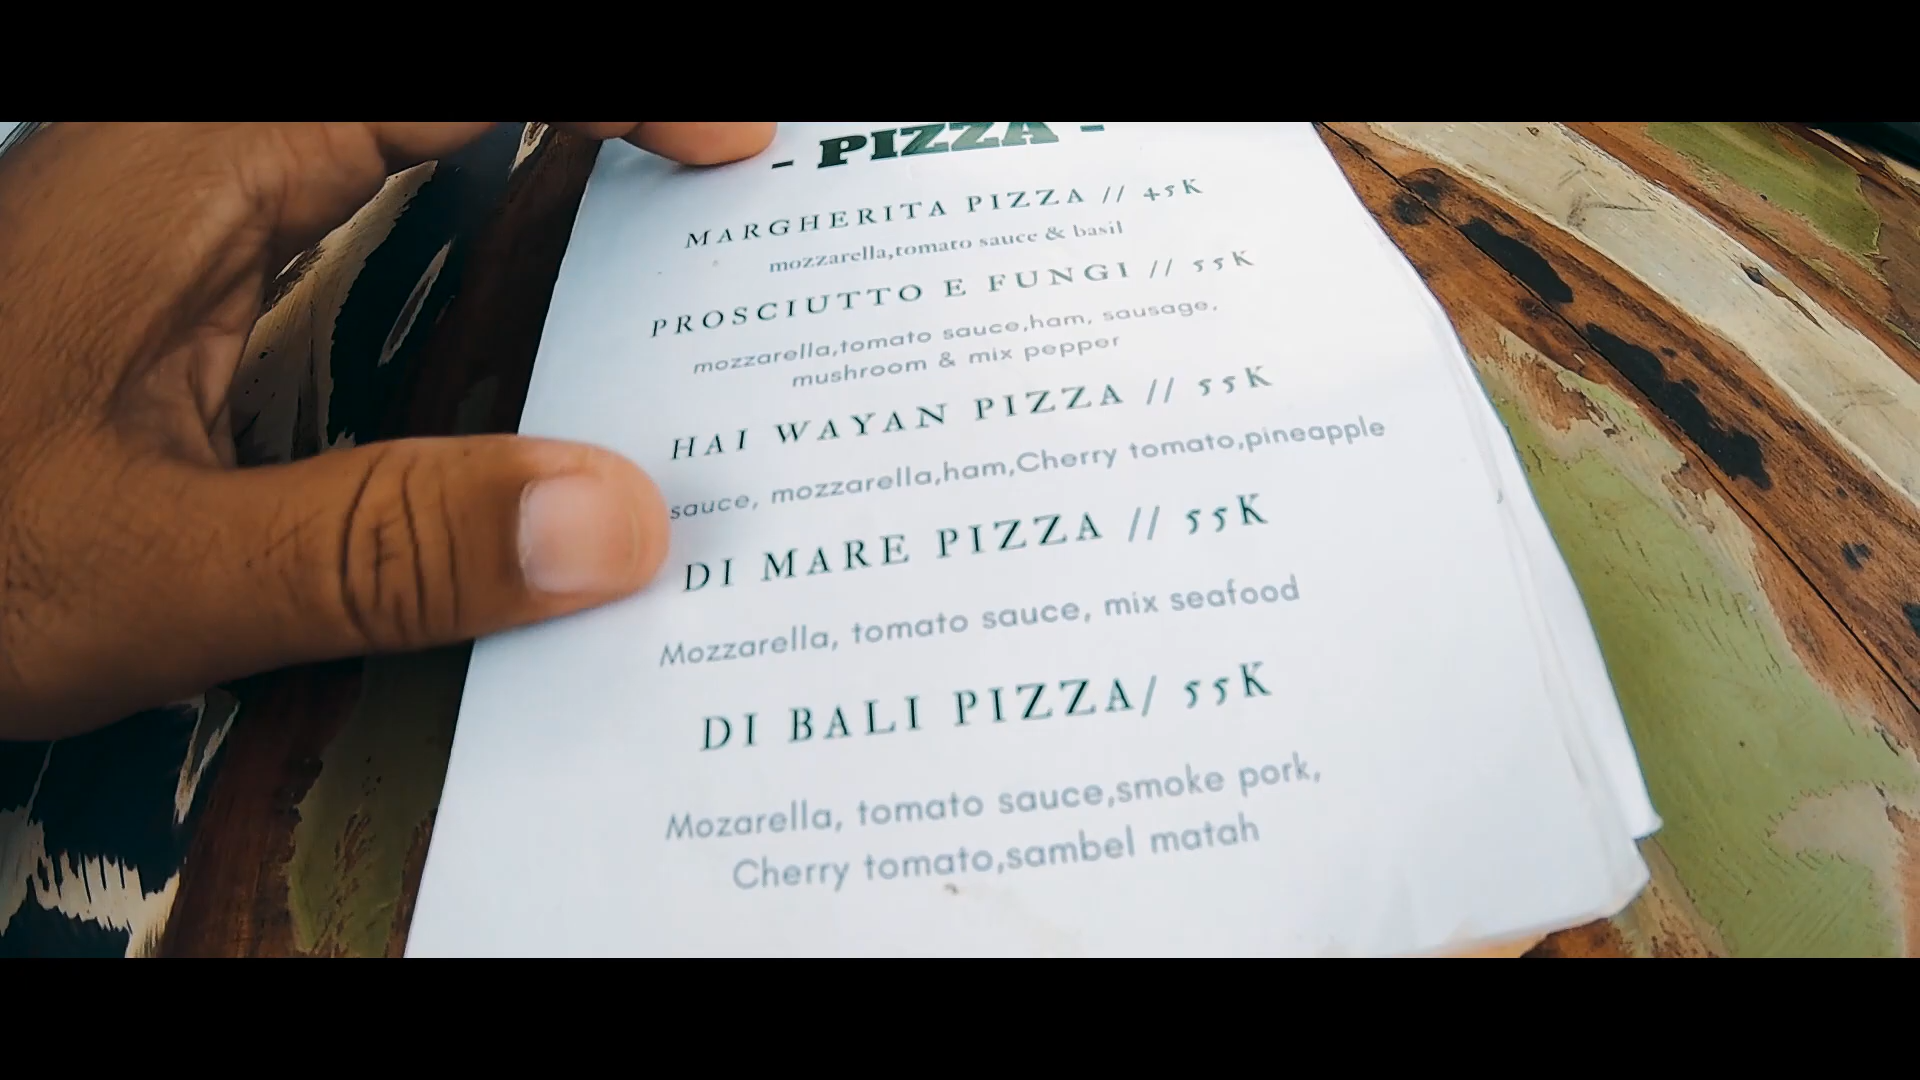 - PIZZA -
MARGHERITA PIZZA // 45K
mozzarella,tomato sauce & basil
PROSCIUTTO E FUNGI // 55K
mozzarella,tomato sauce,ham, sausage,
mushroom & mix pepper
HAI WAYAN PIZZA // 55K
sauce, mozzarella,ham,Cherry tomato,pineapple
DI MARE PIZZA // 55K
Mozzarella, tomato sauce, mix seafood
DI BALI PIZZA/ 55K
Mozarella, tomato sauce,smoke pork,
Cherry tomato,sambel matah